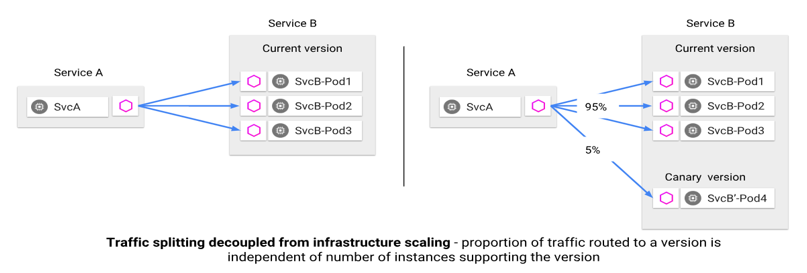 Service B
Current version
Service A
SvcA
SvcB-Pod1
SvcB-Pod2
SvcB-Pod3
Service B
Current version
Service A
SvcA
95%
5%
SvcB-Pod1
SvcB-Pod2
SvcB-Pod3
Canary version
SvcB'-Pod4
Traffic splitting decoupled from infrastructure scaling - proportion of traffic routed to a version is
independent of number of instances supporting the version